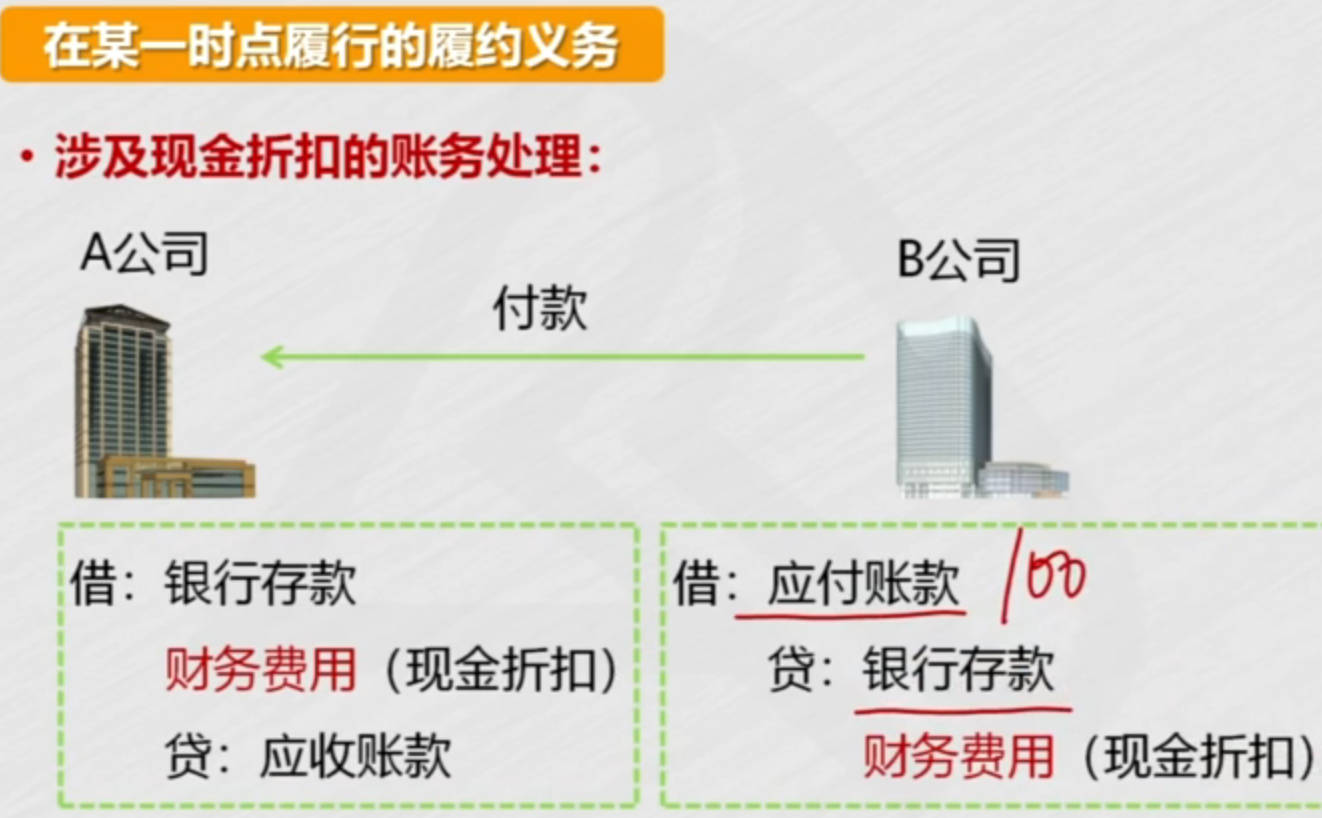 在某一时点履行的履约义务
·涉及现金折扣的账务处理：
A公司
B公司
付款
借：银行存款
财务费用（现金折扣）
贷：应收账款
借：应付账款 100
贷：银行存款
财务费用（现金折扣）